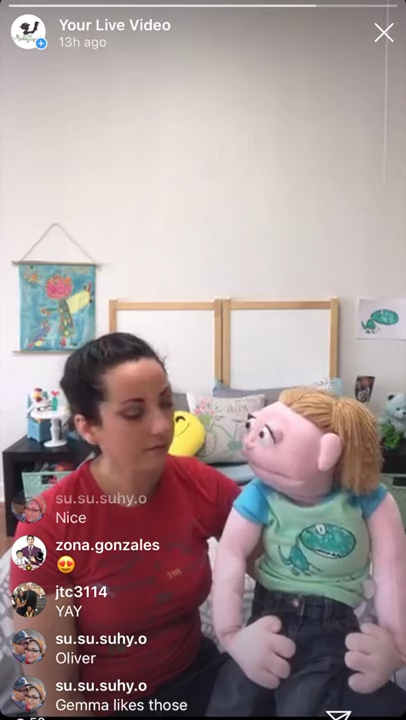 Your Live Video
13h ago
su.su.suhy.o
Nice
zona.gonzales
😍
jtc3114
YAY
su.su.suhy.o
Oliver
su.su.suhy.o
Gemma likes those